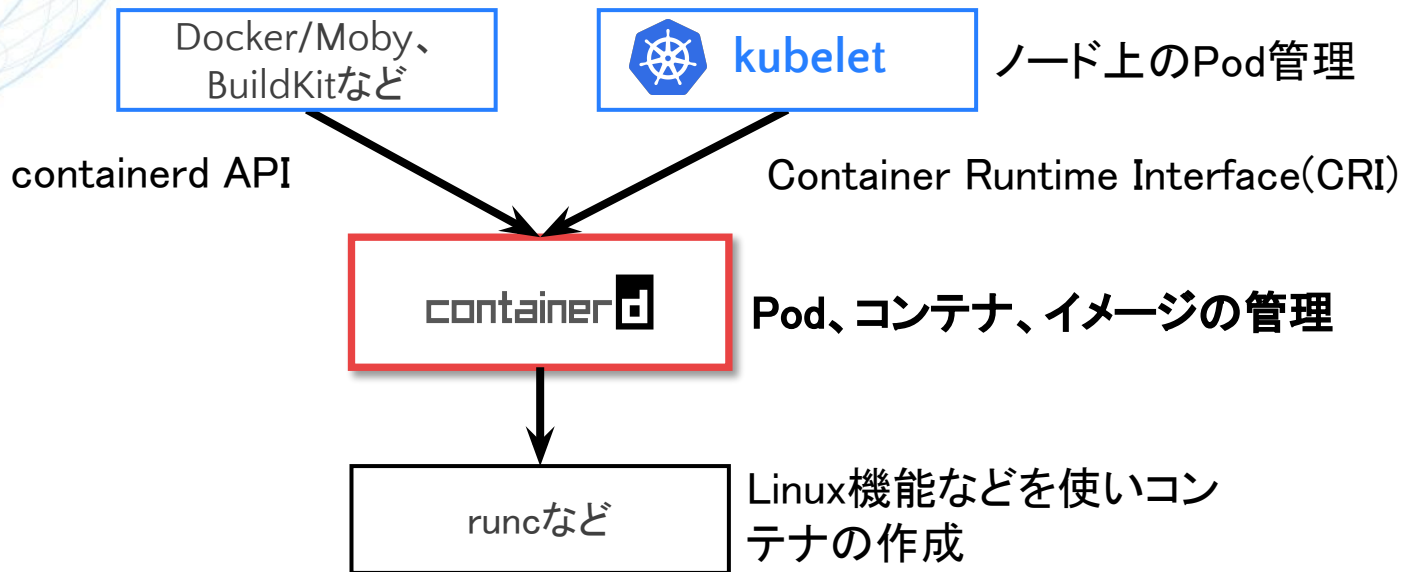 Docker/Moby、
BuildKitなど
kubelet
ノード上のPod管理
containerd API
Container Runtime Interface(CRI)
containerd
Pod、コンテナ、イメージの管理
runcなど
Linux機能などを使いコン
テナの作成